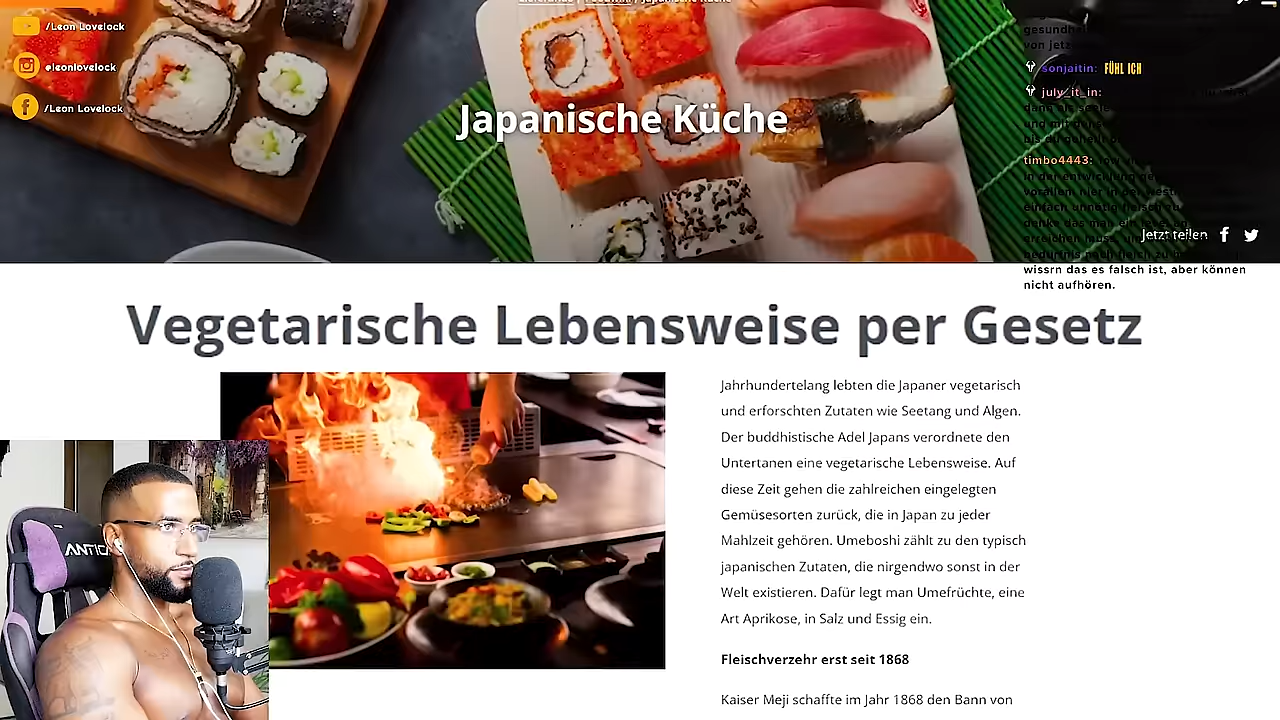 /Leon Lovelock
@leonlovelock
/Leon Lovelock
Japanische Küche
von jetz
sonjaitin: FÜHL ICH
july_it_in:
timbo4443:
Jetzt teilen
wissrn das es falsch ist, aber können
nicht aufhören.
Vegetarische Lebensweise per Gesetz
Jahrhundertelang lebten die Japaner vegetarisch
und erforschten Zutaten wie Seetang und Algen.
Der buddhistische Adel Japans verordnete den
Untertanen eine vegetarische Lebensweise. Auf
diese Zeit gehen die zahlreichen eingelegten
Gemüsesorten zurück, die in Japan zu jeder
Mahlzeit gehören. Umeboshi zählt zu den typisch
japanischen Zutaten, die nirgendwo sonst in der
Welt existieren. Dafür legt man Umefrüchte, eine
Art Aprikose, in Salz und Essig ein.
Fleischverzehr erst seit 1868
Kaiser Meji schaffte im Jahr 1868 den Bann von